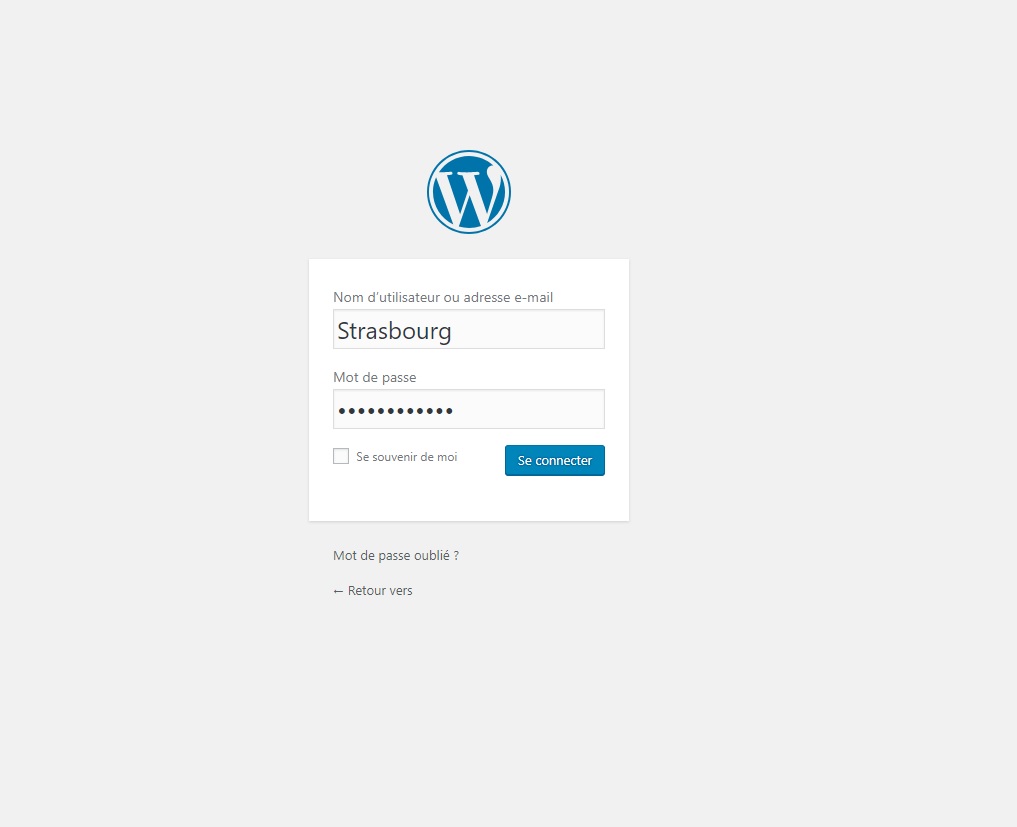 Nom d'utilisateur ou adresse e-mail
Strasbourg
Mot de passe
••••••••••••
Se souvenir de moi
Se connecter
Mot de passe oublié ?
← Retour vers